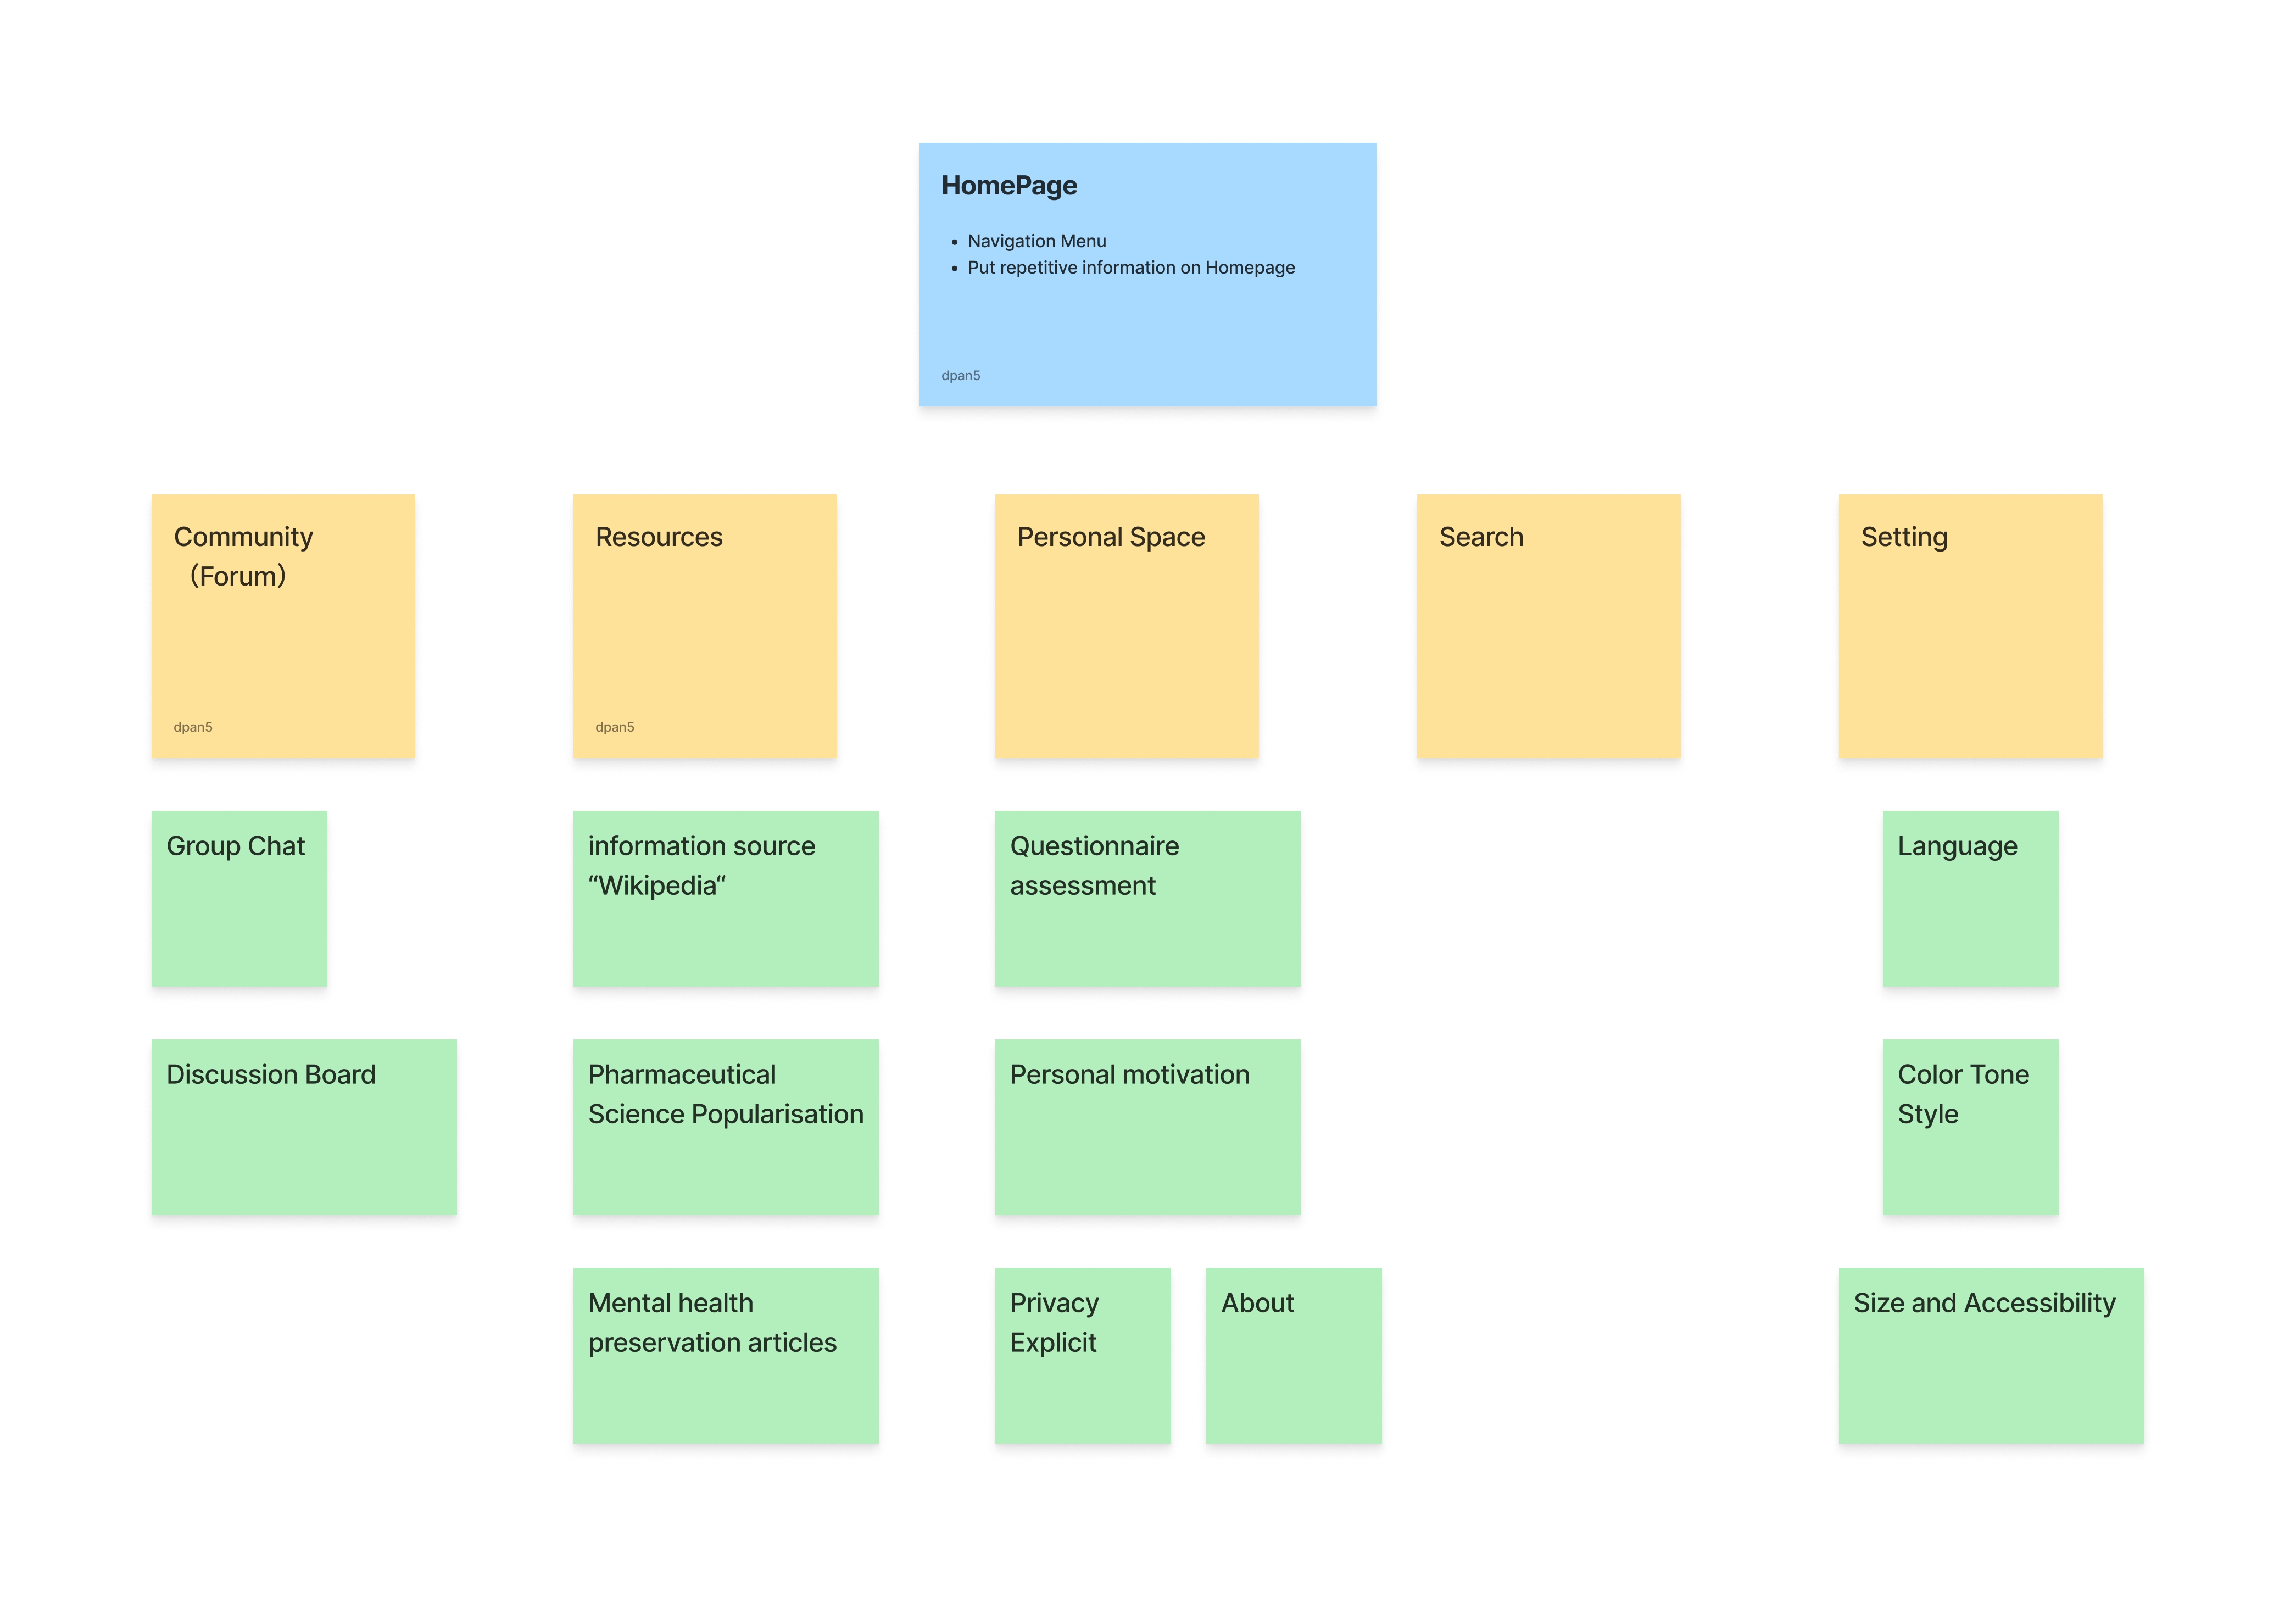 HomePage
• Navigation Menu
• Put repetitive information on Homepage
dpan5
Community
（Forum）
dpan5
Resources
dpan5
Personal Space
Search
Setting
Group Chat
information source
“Wikipedia“
Questionnaire
assessment
Language
Discussion Board
Pharmaceutical
Science Popularisation
Personal motivation
Color Tone
Style
Mental health
preservation articles
Privacy
Explicit
About
Size and Accessibility